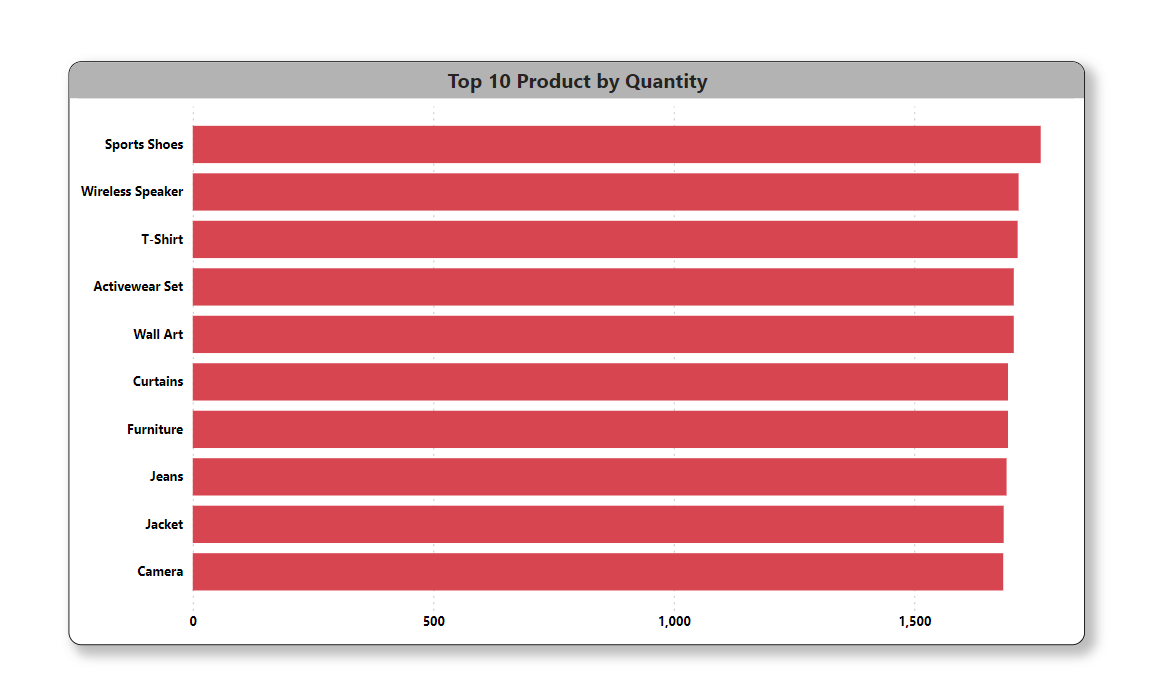 Top 10 Product by Quantity
Sports Shoes
Wireless Speaker
T-Shirt
Activewear Set
Wall Art
Curtains
Furniture
Jeans
Jacket
Camera
0 500 1,000 1,500